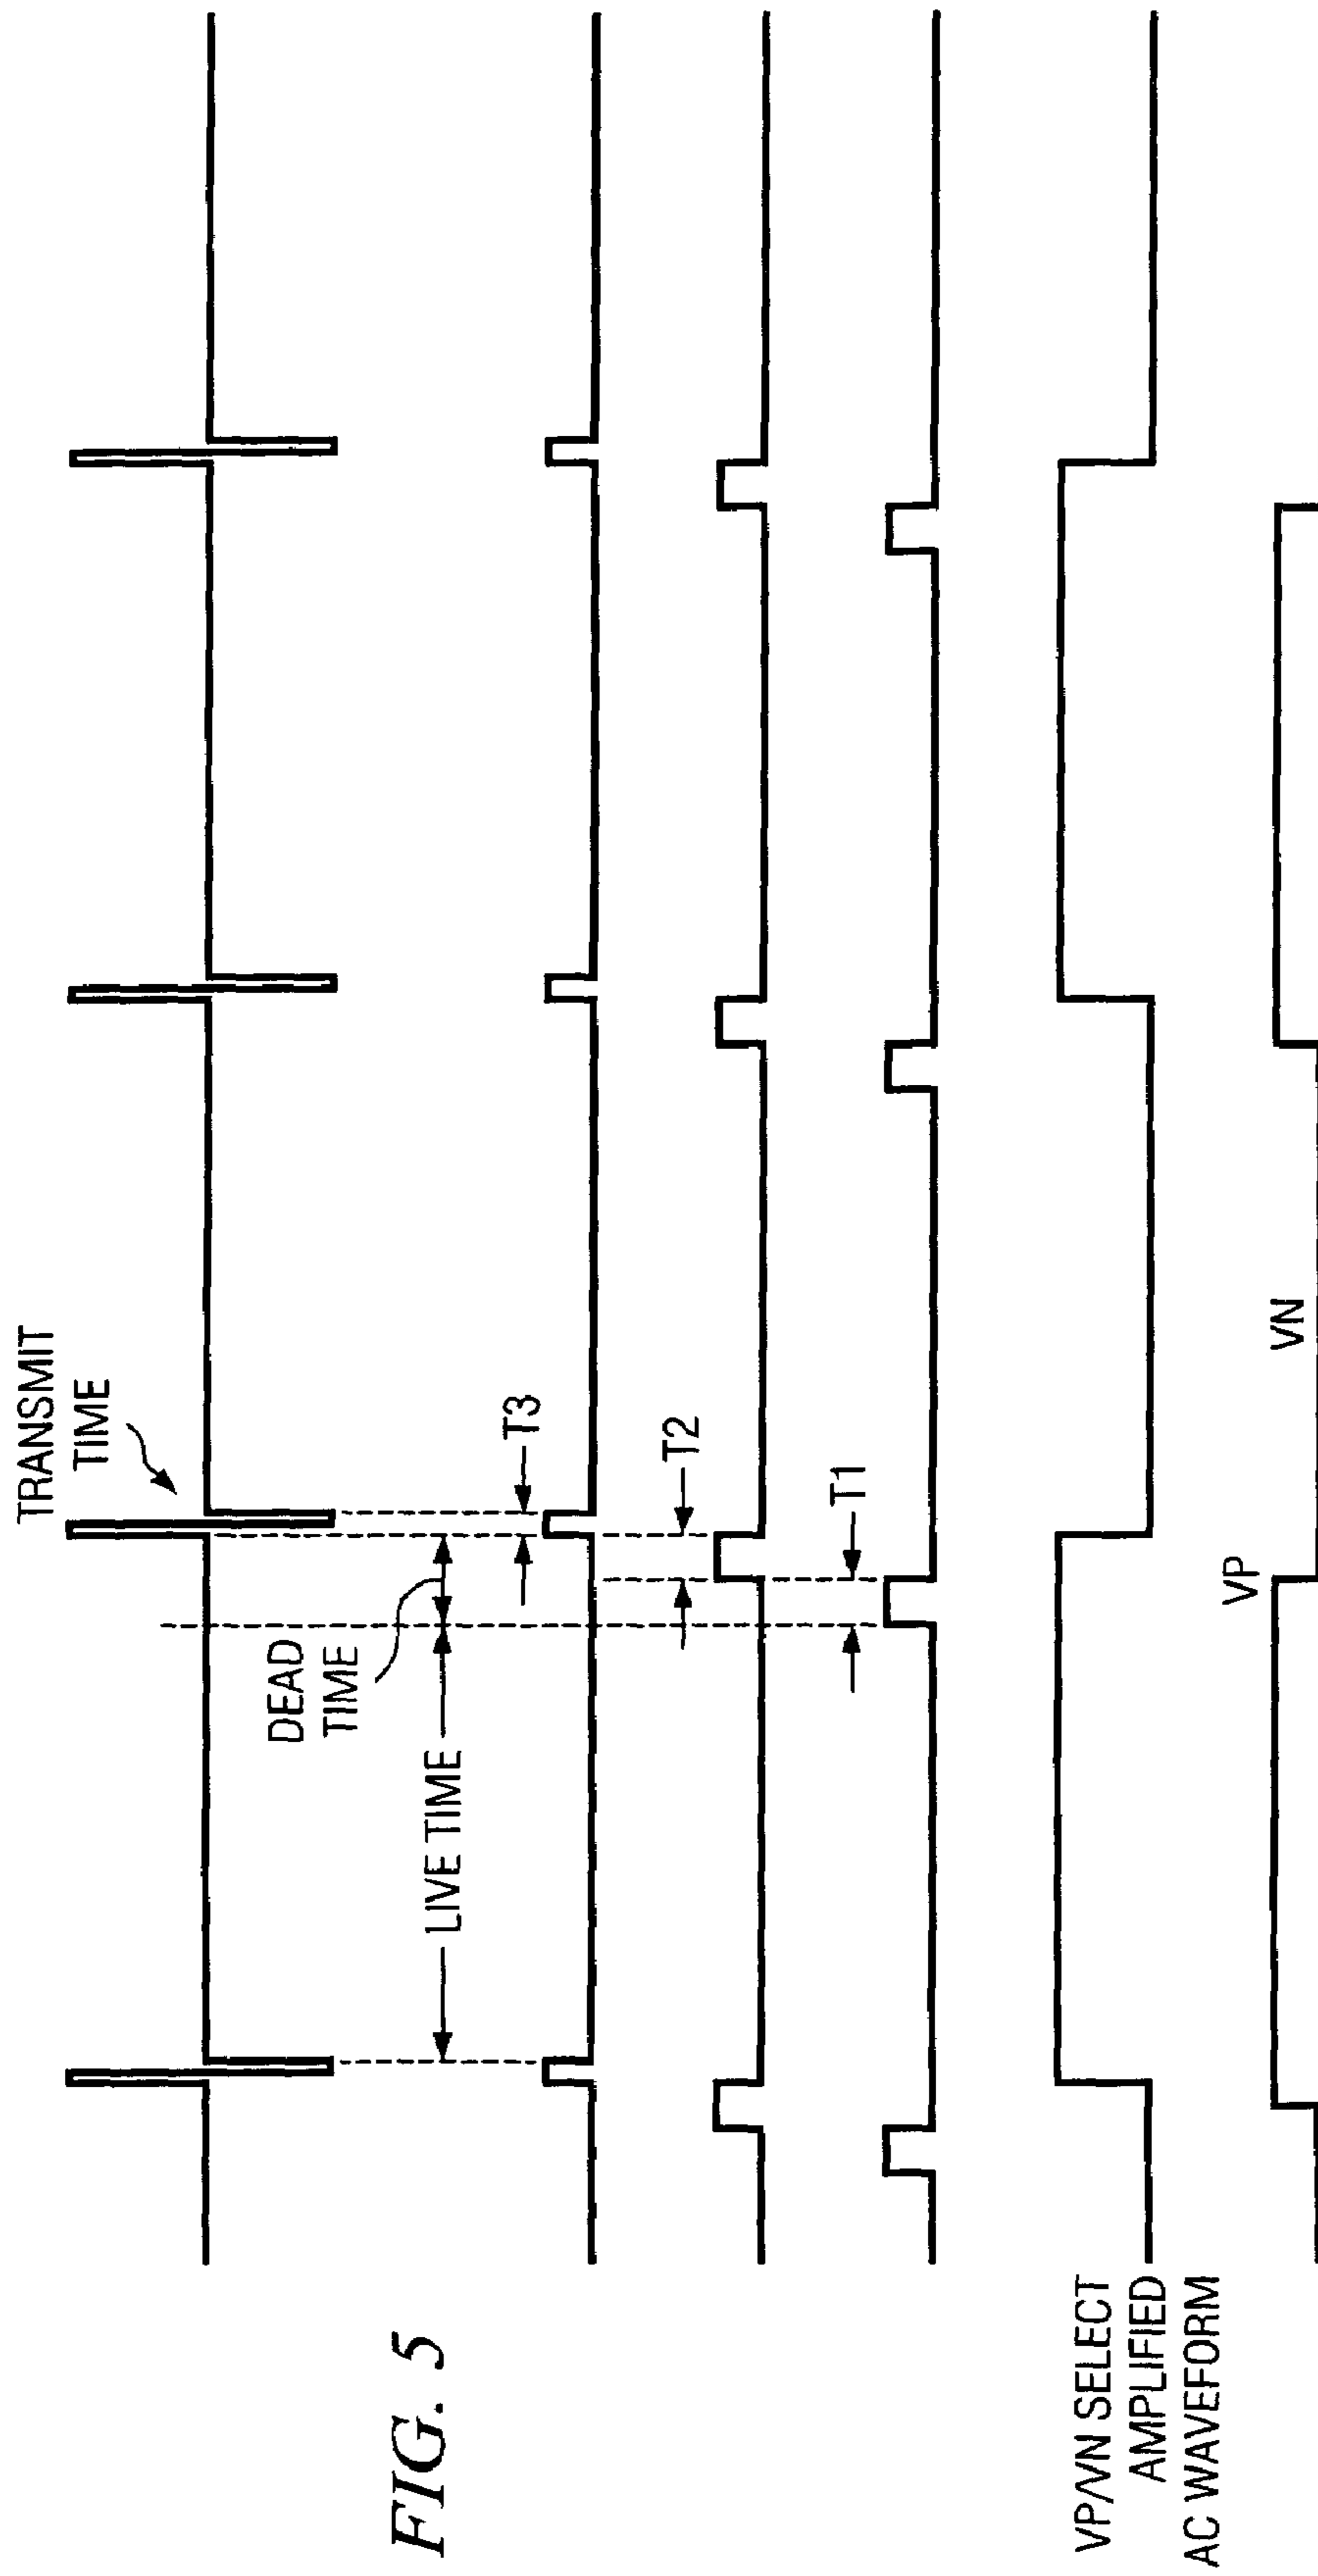 TRANSMIT
TIME
DEAD
TIME
LIVE TIME
T3
T2
T1
VP/VN SELECT
AMPLIFIED
AC WAVEFORM
VP
VN
FIG. 5